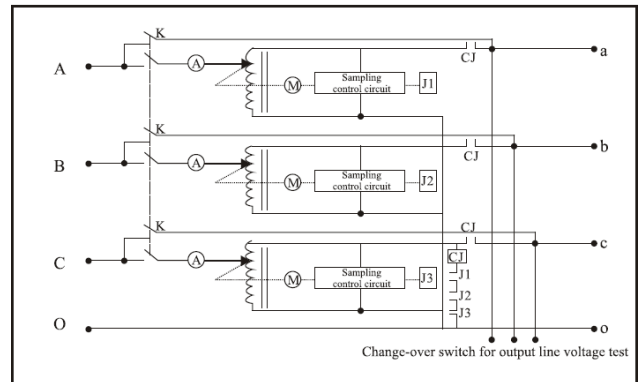 K
A
A
CJ
a
M
Sampling
control circuit
J1
K
B
A
CJ
b
M
Sampling
control circuit
J2
K
C
A
CJ
c
CJ
M
Sampling
control circuit
J3
J1
J2
J3
O
o
Change-over switch for output line voltage test